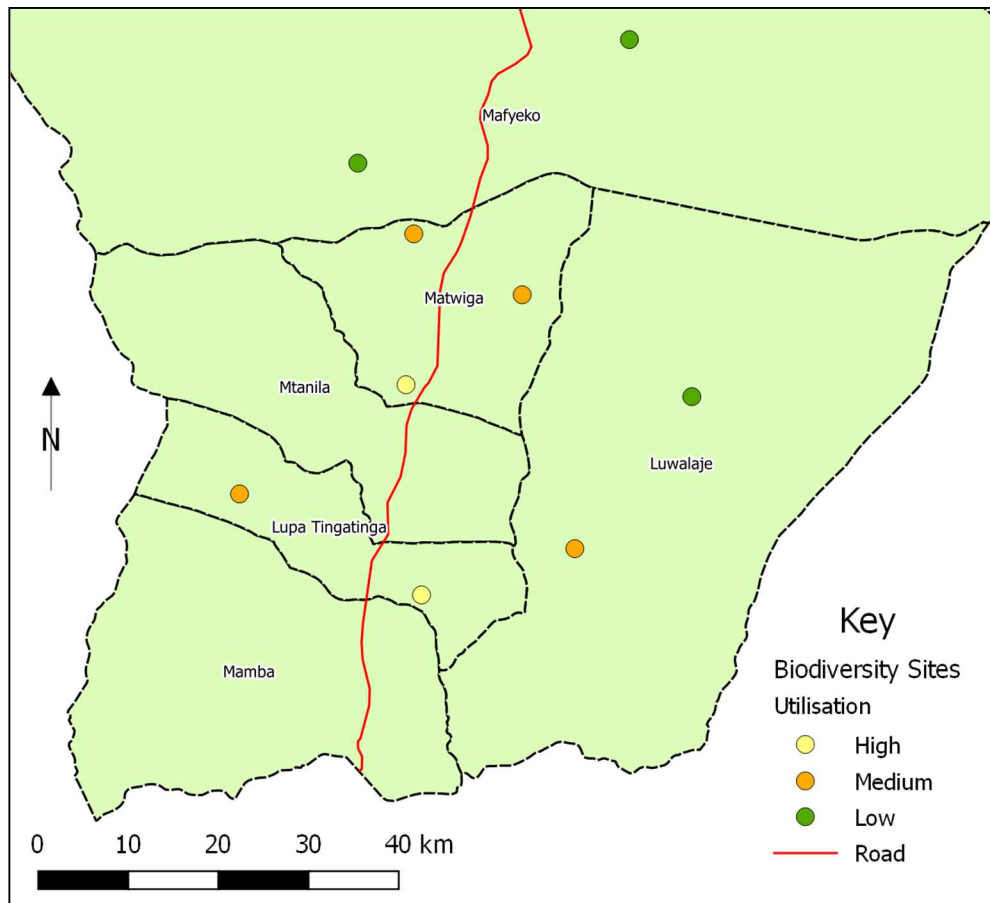 Mafyeko
Matwiga
Mtanila
N
Luwalaje
Lupa Tingatinga
Mamba
Key
Biodiversity Sites
Utilisation
High
Medium
Low
Road
0 10 20 30 40 km